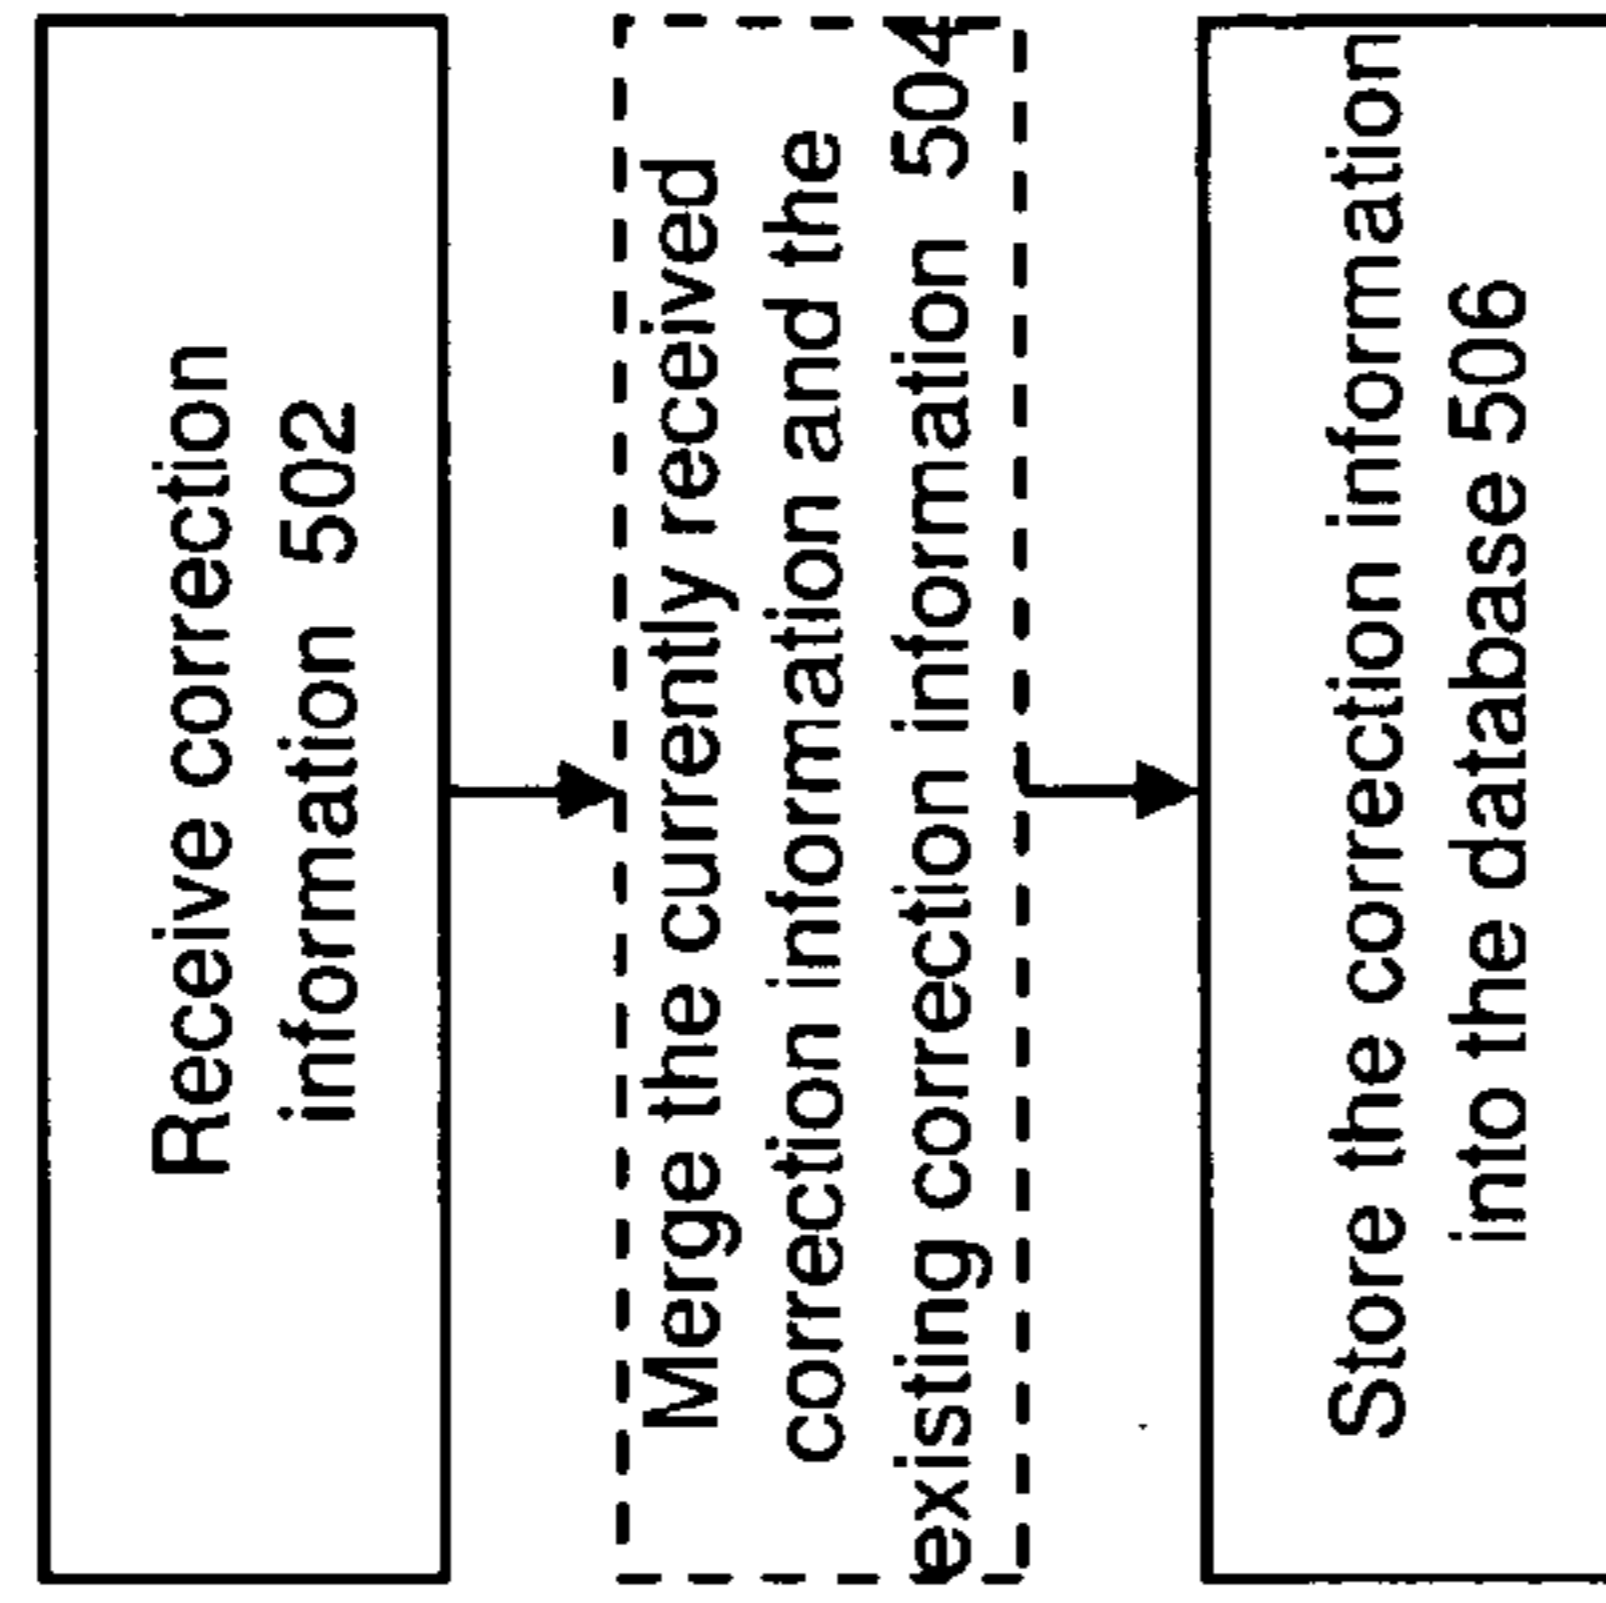 Receive correction
information 502
Merge the currently received
correction information and the
existing correction information 504
Store the correction information
into the database 506